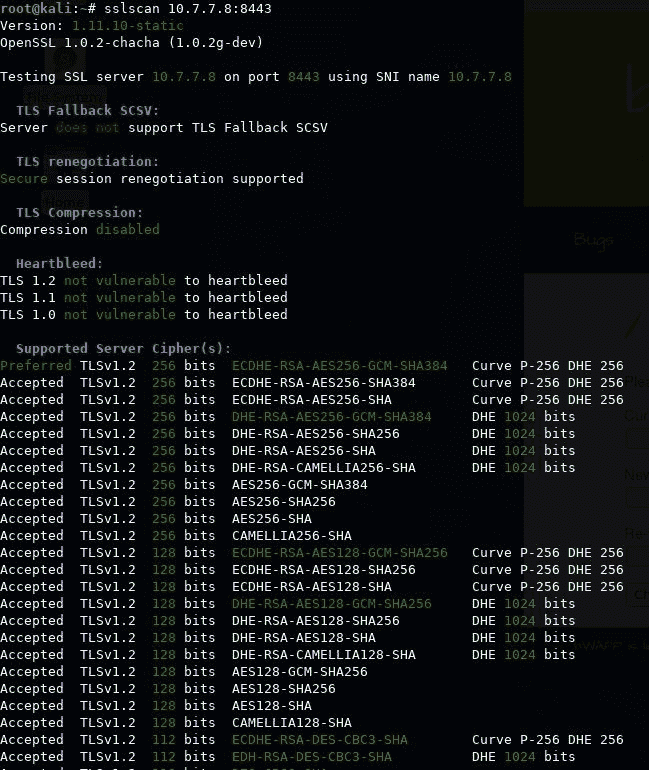 root@kali:~# sslscan 10.7.7.8:8443
Version: 1.11.10-static
OpenSSL 1.0.2-chacha (1.0.2g-dev)
Testing SSL server 10.7.7.8 on port 8443 using SNI name 10.7.7.8
TLS Fallback SCSV:
Server does not support TLS Fallback SCSV
TLS renegotiation:
Secure session renegotiation supported
TLS Compression:
Compression disabled
Heartbleed:
TLS 1.2 not vulnerable to heartbleed
TLS 1.1 not vulnerable to heartbleed
TLS 1.0 not vulnerable to heartbleed
Supported Server Cipher(s):
Preferred TLSv1.2 256 bits ECDHE-RSA-AES256-GCM-SHA384 Curve P-256 DHE 256
Accepted TLSv1.2 256 bits ECDHE-RSA-AES256-SHA384 Curve P-256 DHE 256
Accepted TLSv1.2 256 bits ECDHE-RSA-AES256-SHA Curve P-256 DHE 256
Accepted TLSv1.2 256 bits DHE-RSA-AES256-GCM-SHA384 DHE 1024 bits
Accepted TLSv1.2 256 bits DHE-RSA-AES256-SHA256 DHE 1024 bits
Accepted TLSv1.2 256 bits DHE-RSA-AES256-SHA DHE 1024 bits
Accepted TLSv1.2 256 bits DHE-RSA-CAMELLIA256-SHA DHE 1024 bits
Accepted TLSv1.2 256 bits AES256-GCM-SHA384
Accepted TLSv1.2 256 bits AES256-SHA256
Accepted TLSv1.2 256 bits AES256-SHA
Accepted TLSv1.2 256 bits CAMELLIA256-SHA
Accepted TLSv1.2 128 bits ECDHE-RSA-AES128-GCM-SHA256 Curve P-256 DHE 256
Accepted TLSv1.2 128 bits ECDHE-RSA-AES128-SHA256 Curve P-256 DHE 256
Accepted TLSv1.2 128 bits ECDHE-RSA-AES128-SHA Curve P-256 DHE 256
Accepted TLSv1.2 128 bits DHE-RSA-AES128-GCM-SHA256 DHE 1024 bits
Accepted TLSv1.2 128 bits DHE-RSA-AES128-SHA256 DHE 1024 bits
Accepted TLSv1.2 128 bits DHE-RSA-AES128-SHA DHE 1024 bits
Accepted TLSv1.2 128 bits DHE-RSA-CAMELLIA128-SHA DHE 1024 bits
Accepted TLSv1.2 128 bits AES128-GCM-SHA256
Accepted TLSv1.2 128 bits AES128-SHA256
Accepted TLSv1.2 128 bits AES128-SHA
Accepted TLSv1.2 128 bits CAMELLIA128-SHA
Accepted TLSv1.2 112 bits ECDHE-RSA-DES-CBC3-SHA Curve P-256 DHE 256
Accepted TLSv1.2 112 bits EDH-RSA-DES-CBC3-SHA DHE 1024 bits
File System
Home
Bugs